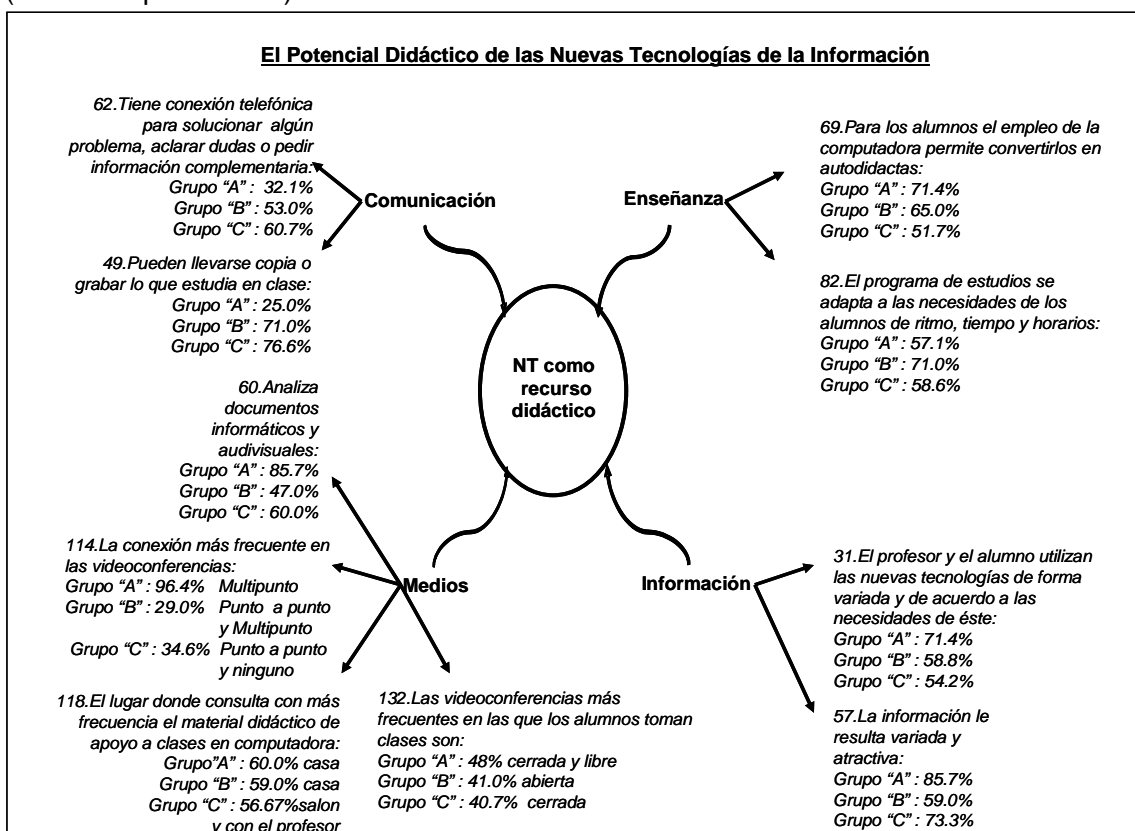 El Potencial Didáctico de las Nuevas Tecnologías de la Información
62.Tiene conexión telefónica
para solucionar algún
problema, aclarar dudas o pedir
información complementaria:
Grupo “A” : 32.1%
Grupo “B” : 53.0%
Grupo “C” : 60.7%
Comunicación
49.Pueden llevarse copia o
grabar lo que estudia en clase:
Grupo “A” : 25.0%
Grupo “B” : 71.0%
Grupo “C” : 76.6%
Enseñanza
69.Para los alumnos el empleo de la
computadora permite convertirlos en
autodidactas:
Grupo “A” : 71.4%
Grupo “B” : 65.0%
Grupo “C” : 51.7%
82.El programa de estudios se
adapta a las necesidades de los
alumnos de ritmo, tiempo y horarios:
Grupo “A” : 57.1%
Grupo “B” : 71.0%
Grupo “C” : 58.6%
NT como
recurso
didáctico
60.Analiza
documentos
informáticos y
audivisuales:
Grupo “A” : 85.7%
Grupo “B” : 47.0%
Grupo “C” : 60.0%
114.La conexión más frecuente en
las videoconferencias:
Grupo “A” : 96.4% Multipunto
Grupo “B” : 29.0% Punto a punto
y Multipunto
Grupo “C” : 34.6% Punto a punto
y ninguno
Medios
118.El lugar donde consulta con más
frecuencia el material didáctico de
apoyo a clases en computadora:
Grupo”A” : 60.0% casa
Grupo “B” : 59.0% casa
Grupo “C” : 56.67%salon
y con el profesor
132.Las videoconferencias más
frecuentes en las que los alumnos toman
clases son:
Grupo “A” : 48% cerrada y libre
Grupo “B” : 41.0% abierta
Grupo “C” : 40.7% cerrada
Información
31.El profesor y el alumno utilizan
las nuevas tecnologías de forma
variada y de acuerdo a las
necesidades de éste:
Grupo “A” : 71.4%
Grupo “B” : 58.8%
Grupo “C” : 54.2%
57.La información le
resulta variada y
atractiva:
Grupo “A” : 85.7%
Grupo “B” : 59.0%
Grupo “C” : 73.3%